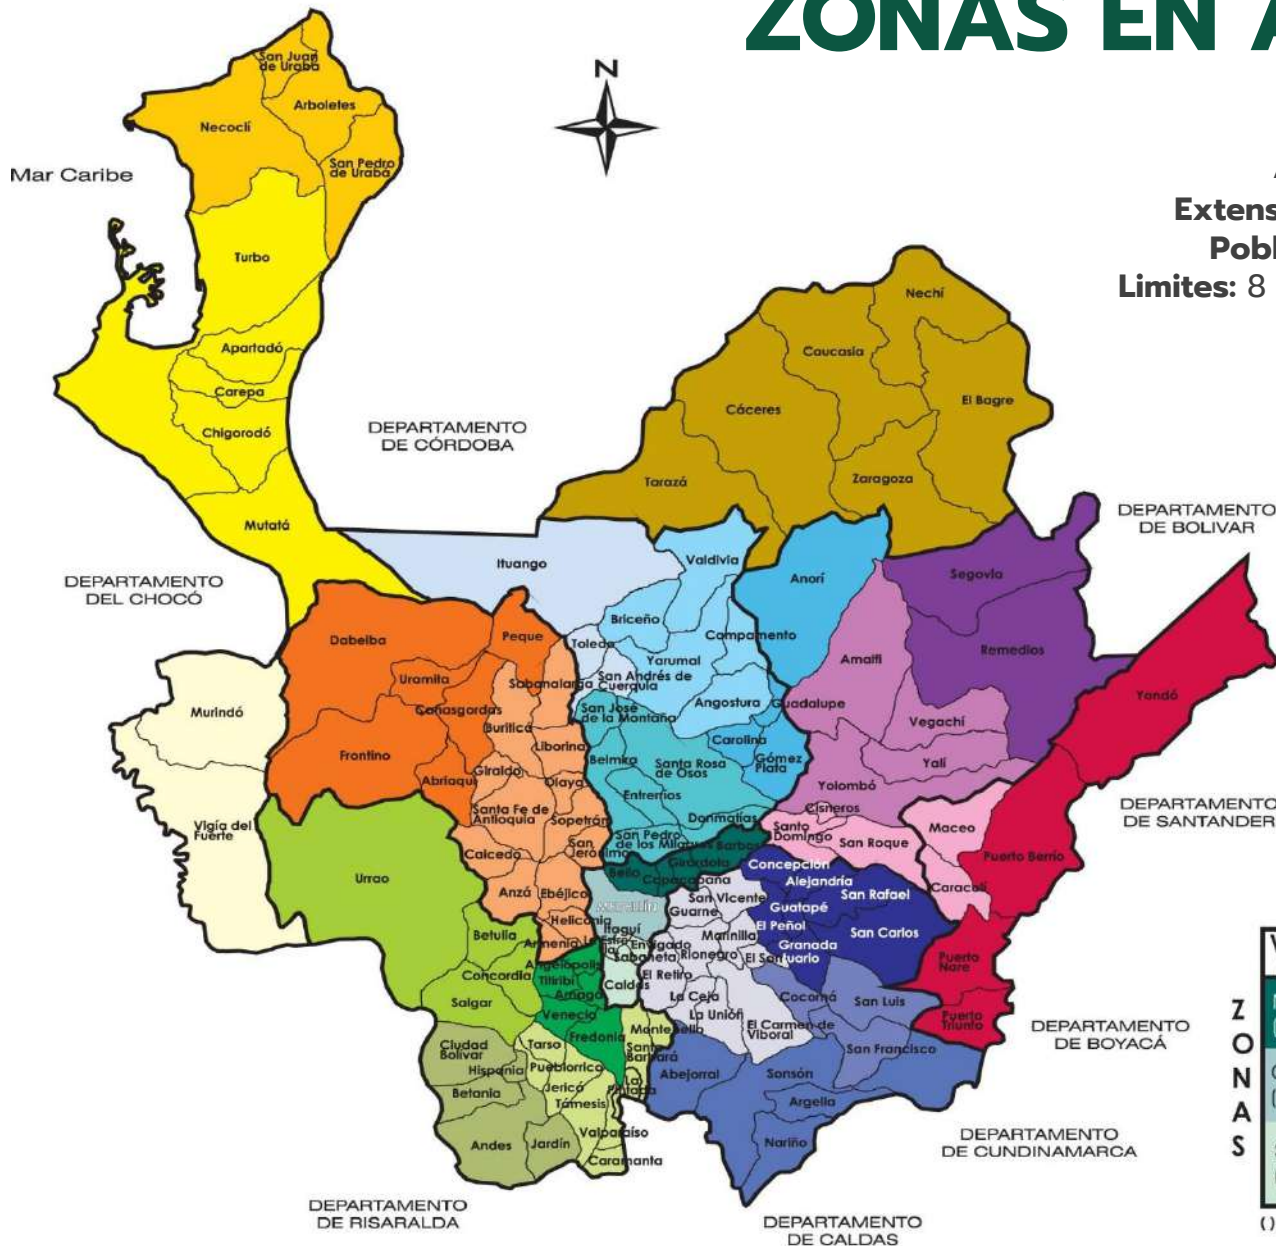 ZONAS EN A
N
Mar Caribe
Extens
Pobl
Limites: 8
San Juan
de Urabá
Arboletes
Necoclí
San Pedro
de Urabá
Turbo
Apartadó
Carepa
Chigorodó
Mutatá
DEPARTAMENTO
DE CÓRDOBA
Nechí
Caucasia
Cáceres
El Bagre
Tarazá
Zaragoza
DEPARTAMENTO
DE BOLIVAR
DEPARTAMENTO
DEL CHOCÓ
Ituango
Valdivia
Anorí
Segovia
Briceño
Toledo
Campamento
Yarumal
San Andrés de
Cuerquia
Angostura
Guadalupe
Amalfi
Remedios
Vegachí
Yalí
Yolombó
Cisneros
Yondó
Dabeiba
Peque
Uramita
Sabanalarga
Cañasgordas
Buriticá
Frontino
Abriaqui
Giraldo
Liborina
Olaya
Santa Fe de
Antioquia
Sopetrán
San
Jerónimo
Caicedo
Anzá
Ebéjico
Heliconia
Armenia
San José
de la Montaña
Belmira
Carolina
Gómez
Plata
Santa Rosa
de Osos
Entrerrios
Donmatías
San Pedro
de los Milagros
Barbosa
Girardota
Bello
Copacabana
Santo
Domingo
San Roque
Maceo
Caracolí
Puerto Berrío
DEPARTAMENTO
DE SANTANDER
Murindó
Vigía del
Fuerte
Urrao
Betulia
Concordia
Salgar
Itagüí
Envigado
Sabaneta
Caldas
Angelópolis
Titiribí
Amagá
Venecia
Fredonia
San Vicente
Guarne
Marinilla
Rionegro
El Retiro
La Ceja
La Unión
El Carmen de
Viboral
Concepción
Alejandría
San Rafael
Guatapé
El Peñol
San Carlos
Granada
Puerto
Nare
Puerto
Triunfo
Cocorná
San Luis
San Francisco
Abejorral
Sonsón
Argelia
Nariño
Montebello
Santa
Barbará
La
Pintada
Ciudad
Bolívar
Hispania
Betania
Andes
Jardín
Tarso
Pueblorrico
Jericó
Támesis
Valparaíso
Caramanta
DEPARTAMENTO
DE BOYACÁ
DEPARTAMENTO
DE CUNDINAMARCA
DEPARTAMENTO
DE RISARALDA
DEPARTAMENTO
DE CALDAS
ZONAS
V
()